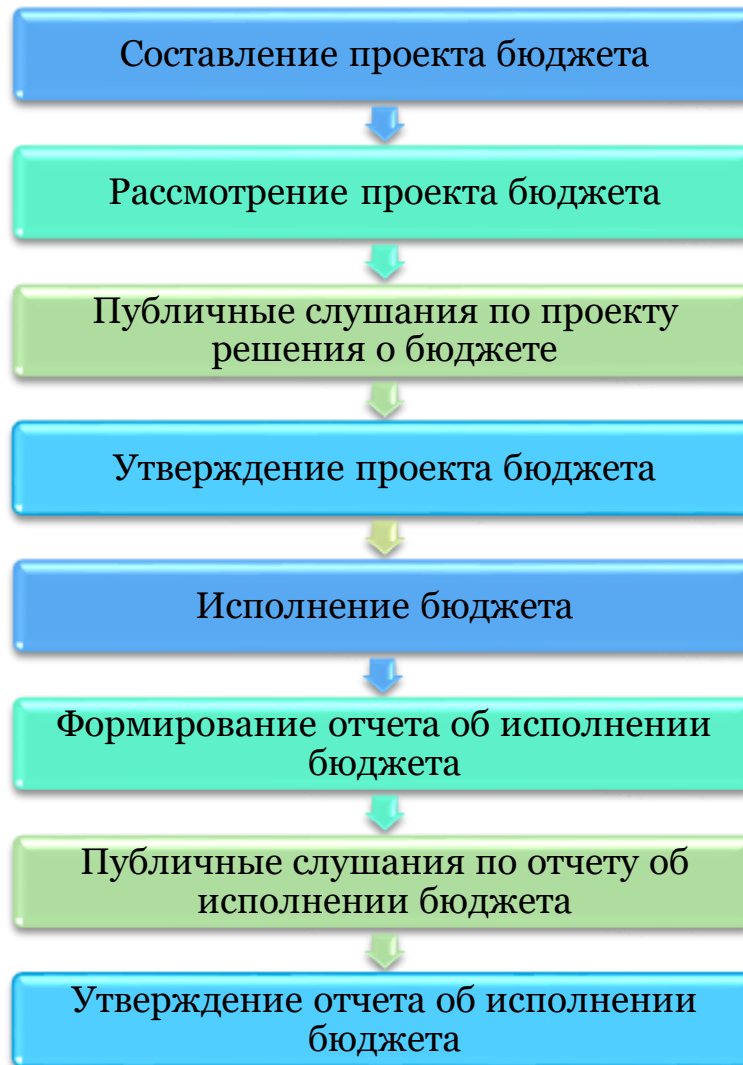 Составление проекта бюджета
Рассмотрение проекта бюджета
Публичные слушания по проекту
решения о бюджете
Утверждение проекта бюджета
Исполнение бюджета
Формирование отчета об исполнении
бюджета
Публичные слушания по отчету об
исполнении бюджета
Утверждение отчета об исполнении
бюджета